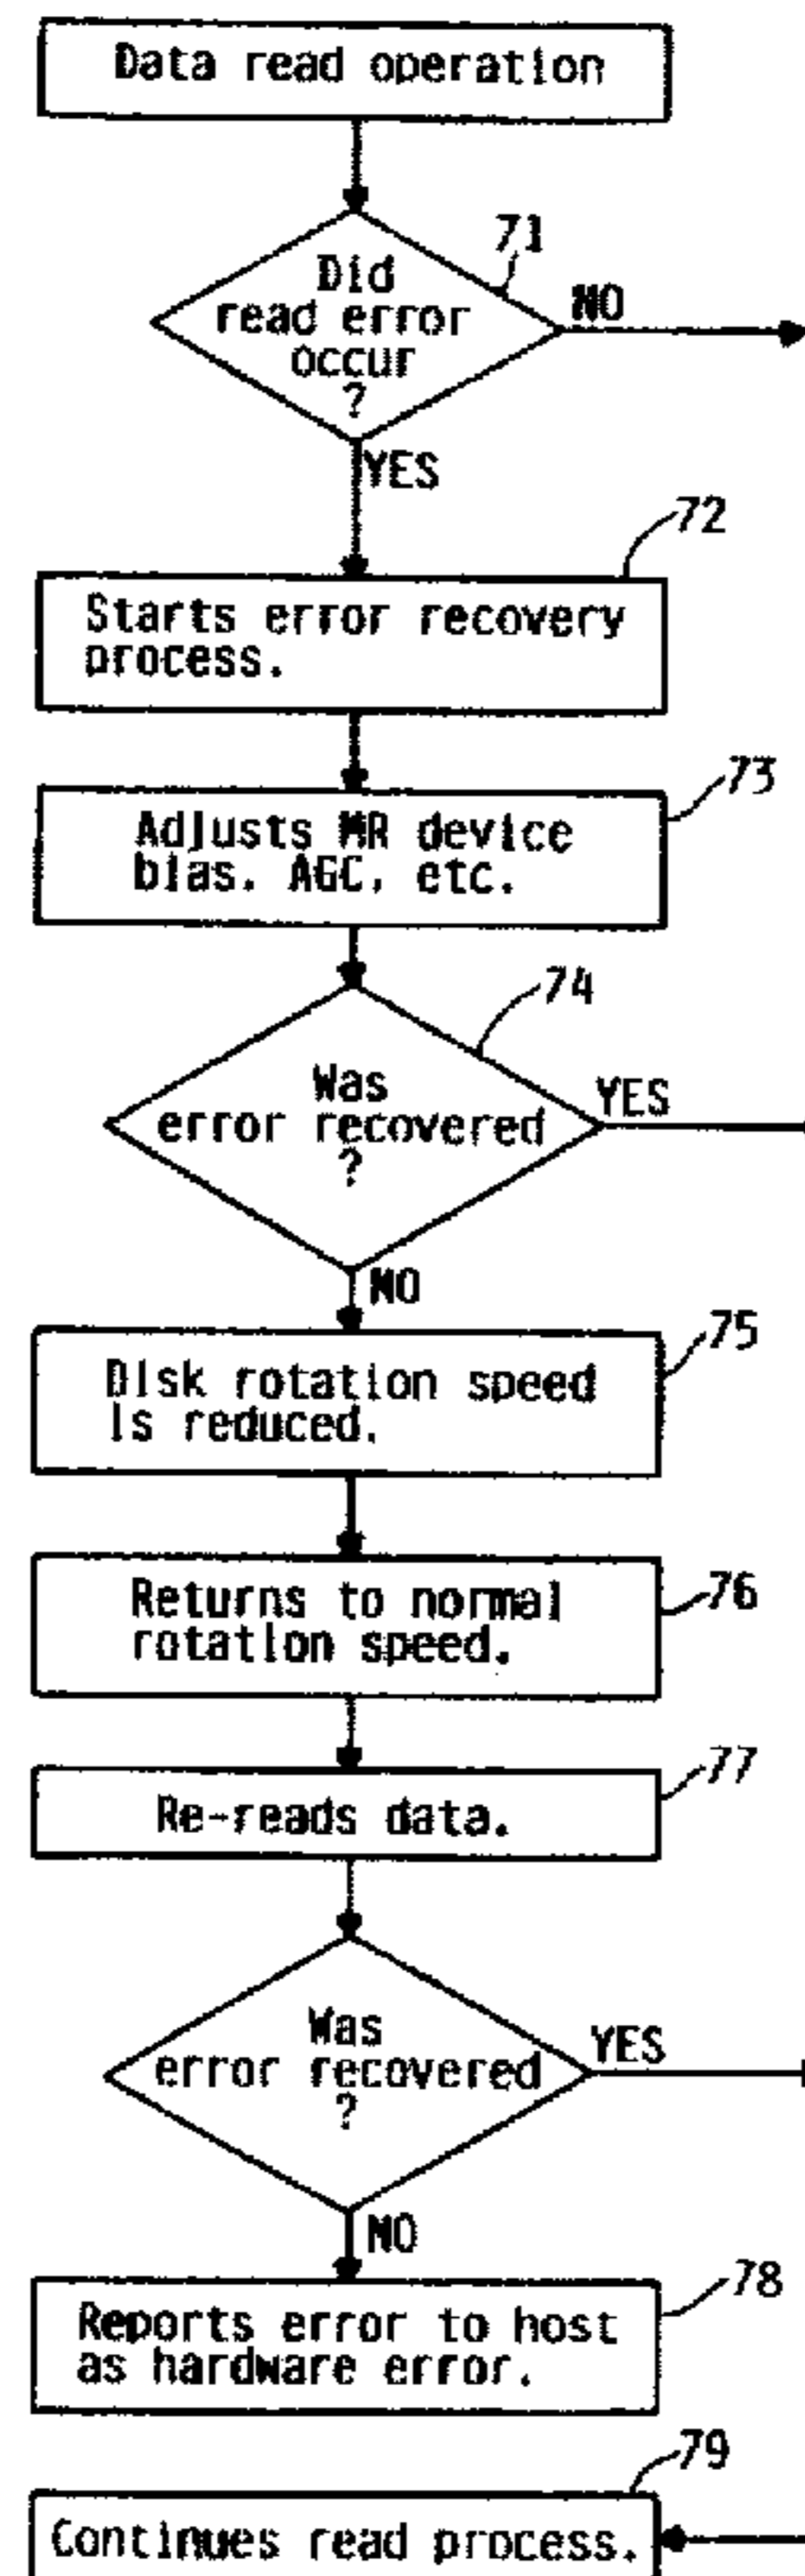 Data read operation
71
Did
read error
occur
?
NO
YES
72
Starts error recovery
process.
73
Adjusts MR device
bias. AGC. etc.
74
Was
error recovered
?
YES
NO
75
Disk rotation speed
is reduced.
76
Returns to normal
rotation speed.
77
Re-reads data.
Was
error recovered
?
YES
NO
78
Reports error to host
as hardware error.
79
Continues read process.